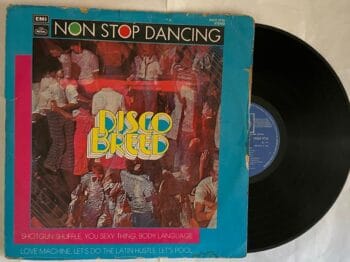 EMI
NON STOP DANCING
DISCO
BREED
SHOTGUN SHUFFLE, YOU SEXY THING, BODY LANGUAGE,
LOVE MACHINE, LET'S DO THE LATIN HUSTLE, LET'S POOL...